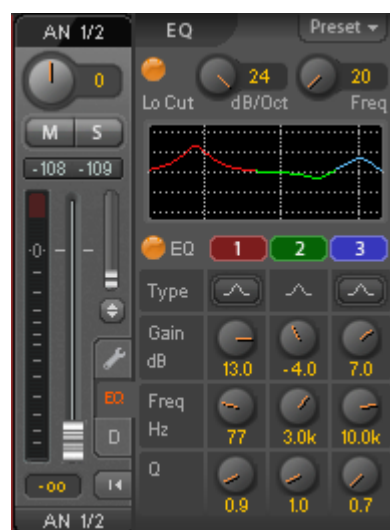 AN 1/2
EQ
Preset
0
24
20
Lo Cut
dB/Oct
Freq
M
S
-108 -109
EQ
1
2
3
-0-
Type
Gain
dB
13.0
-4.0
7.0
EQ
Freq
Hz
77
3.0k
10.0k
D
Q
0.9
1.0
0.7
-oo
AN 1/2